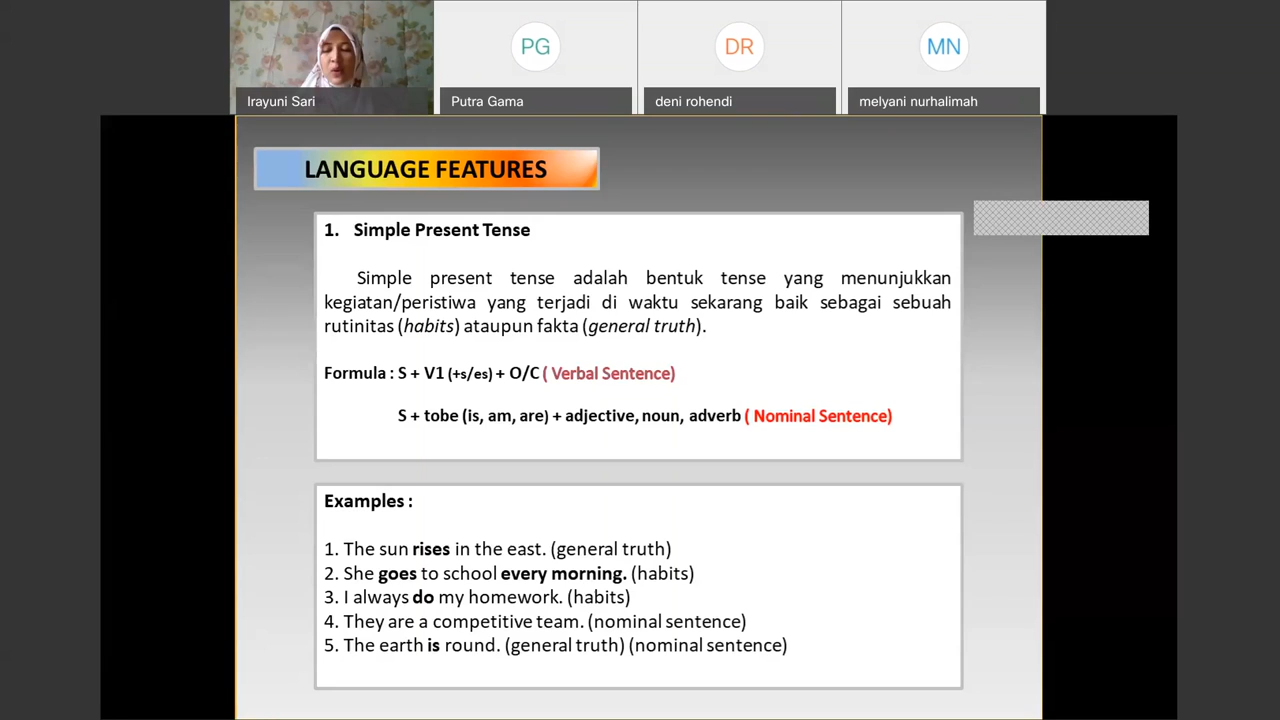 PG
DR
MN
Irayuni Sari
Putra Gama
deni rohendi
melyani nurhalimah
LANGUAGE FEATURES
1. Simple Present Tense
Simple present tense adalah bentuk tense yang menunjukkan
kegiatan/peristiwa yang terjadi di waktu sekarang baik sebagai sebuah
rutinitas (habits) ataupun fakta (general truth).
Formula : S + V1 (+s/es) + O/C ( Verbal Sentence)
S + tobe (is, am, are) + adjective, noun, adverb ( Nominal Sentence)
Examples :
1. The sun rises in the east. (general truth)
2. She goes to school every morning. (habits)
3. I always do my homework. (habits)
4. They are a competitive team. (nominal sentence)
5. The earth is round. (general truth) (nominal sentence)